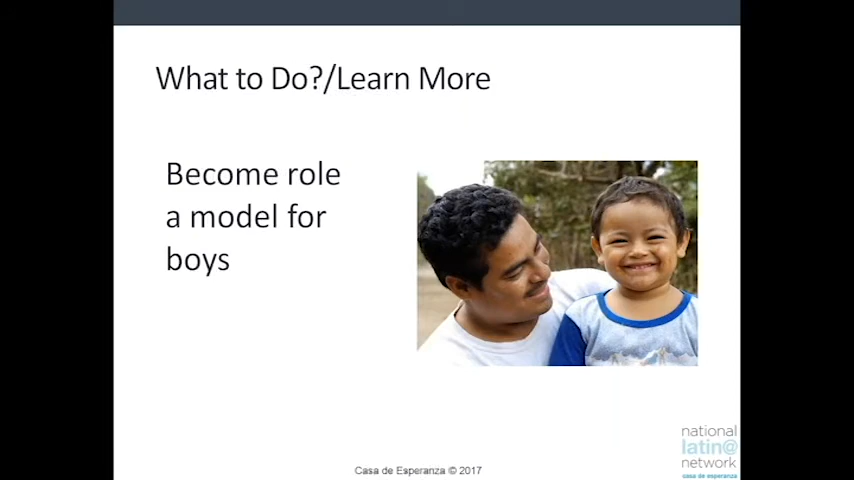 What to Do?/Learn More
Become role
a model for
boys
national
latin@
network
casa de esperanza
Casa de Esperanza © 2017